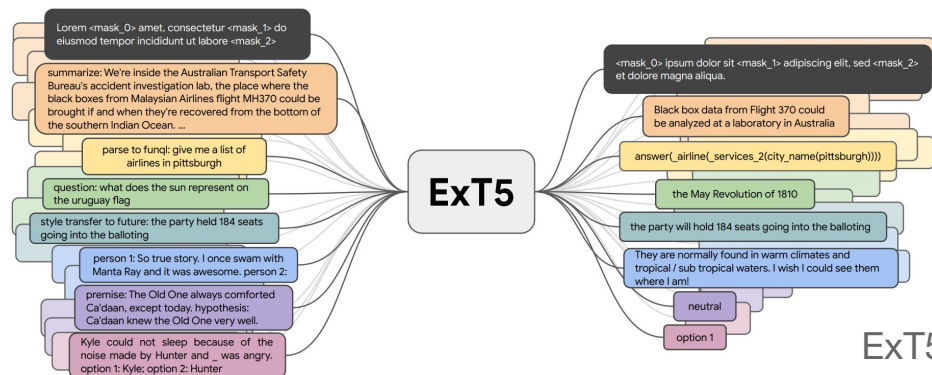 Lorem <mask_0> amet, consectetur <mask_1> do
eiusmod tempor incididunt ut labore <mask_2>
summarize: We're inside the Australian Transport Safety
Bureau's accident investigation lab, the place where the
black boxes from Malaysian Airlines flight MH370 could be
brought if and when they're recovered from the bottom of
the southern Indian Ocean. ...
parse to funql: give me a list of
airlines in pittsburgh
question: what does the sun represent on
the uruguay flag
style transfer to future: the party held 184 seats
going into the balloting
person 1: So true story. I once swam with
Manta Ray and it was awesome. person 2:
premise: The Old One always comforted
Ca'daan, except today. hypothesis:
Ca'daan knew the Old One very well.
Kyle could not sleep because of the
noise made by Hunter and _ was angry.
option 1: Kyle; option 2: Hunter
ExT5
<mask_0> ipsum dolor sit <mask_1> adipiscing elit, sed <mask_2>
et dolore magna aliqua.
Black box data from Flight 370 could
be analyzed at a laboratory in Australia
answer(_airline(_services_2(city_name(pittsburgh))))
the May Revolution of 1810
the party will hold 184 seats going into the balloting
They are normally found in warm climates and
tropical / sub tropical waters. I wish I could see them
where I am!
neutral
option 1
ExT5